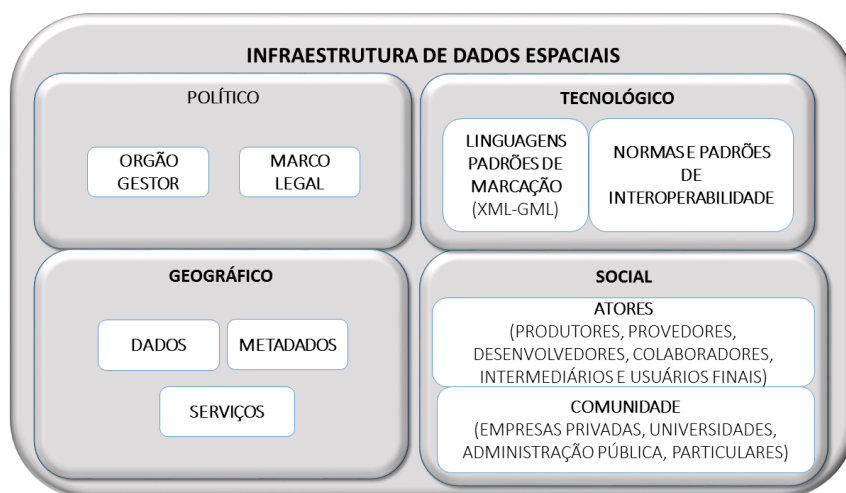 INFRAESTRUTURA DE DADOS ESPACIAIS
POLÍTICO
ORGÃO
GESTOR
MARCO
LEGAL
TECNOLÓGICO
LINGUAGENS
PADRÕES DE
MARCAÇÃO
(XML-GML)
NORMAS E PADRÕES
DE
INTEROPERABILIDADE
GEOGRÁFICO
DADOS
METADADOS
SERVIÇOS
SOCIAL
ATORES
(PRODUTORES, PROVEDORES,
DESENVOLVEDORES, COLABORADORES,
INTERMEDIÁRIOS E USUÁRIOS FINAIS)
COMUNIDADE
(EMPRESAS PRIVADAS, UNIVERSIDADES,
ADMINISTRAÇÃO PÚBLICA, PARTICULARES)